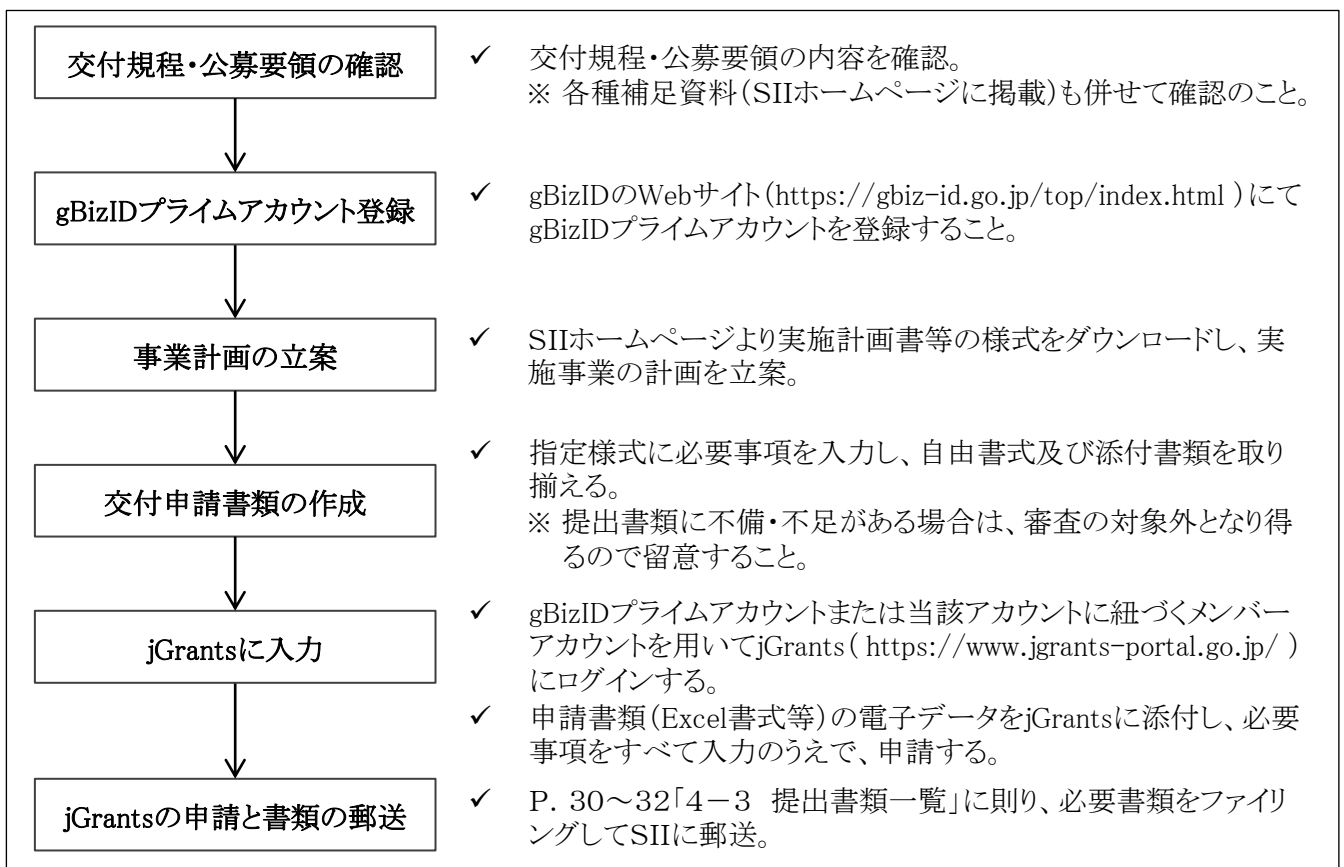 交付規程・公募要領の確認
✓ 交付規程・公募要領の内容を確認。
※ 各種補足資料(SIIホームページに掲載)も併せて確認のこと。
gBizIDプライムアカウント登録
✓ gBizIDのWebサイト(https://gbiz-id.go.jp/top/index.html )にて
gBizIDプライムアカウントを登録すること。
事業計画の立案
✓ SIIホームページより実施計画書等の様式をダウンロードし、実
施事業の計画を立案。
交付申請書類の作成
✓ 指定様式に必要事項を入力し、自由書式及び添付書類を取り
揃える。
※ 提出書類に不備・不足がある場合は、審査の対象外となり得
るので留意すること。
jGrantsに入力
✓ gBizIDプライムアカウントまたは当該アカウントに紐づくメンバー
アカウントを用いてjGrants( https://www.jgrants-portal.go.jp/ )
にログインする。
✓ 申請書類(Excel書式等)の電子データをjGrantsに添付し、必要
事項をすべて入力のうえで、申請する。
jGrantsの申請と書類の郵送
✓ P. 30~32「4-3 提出書類一覧」に則り、必要書類をファイリ
ングしてSIIに郵送。